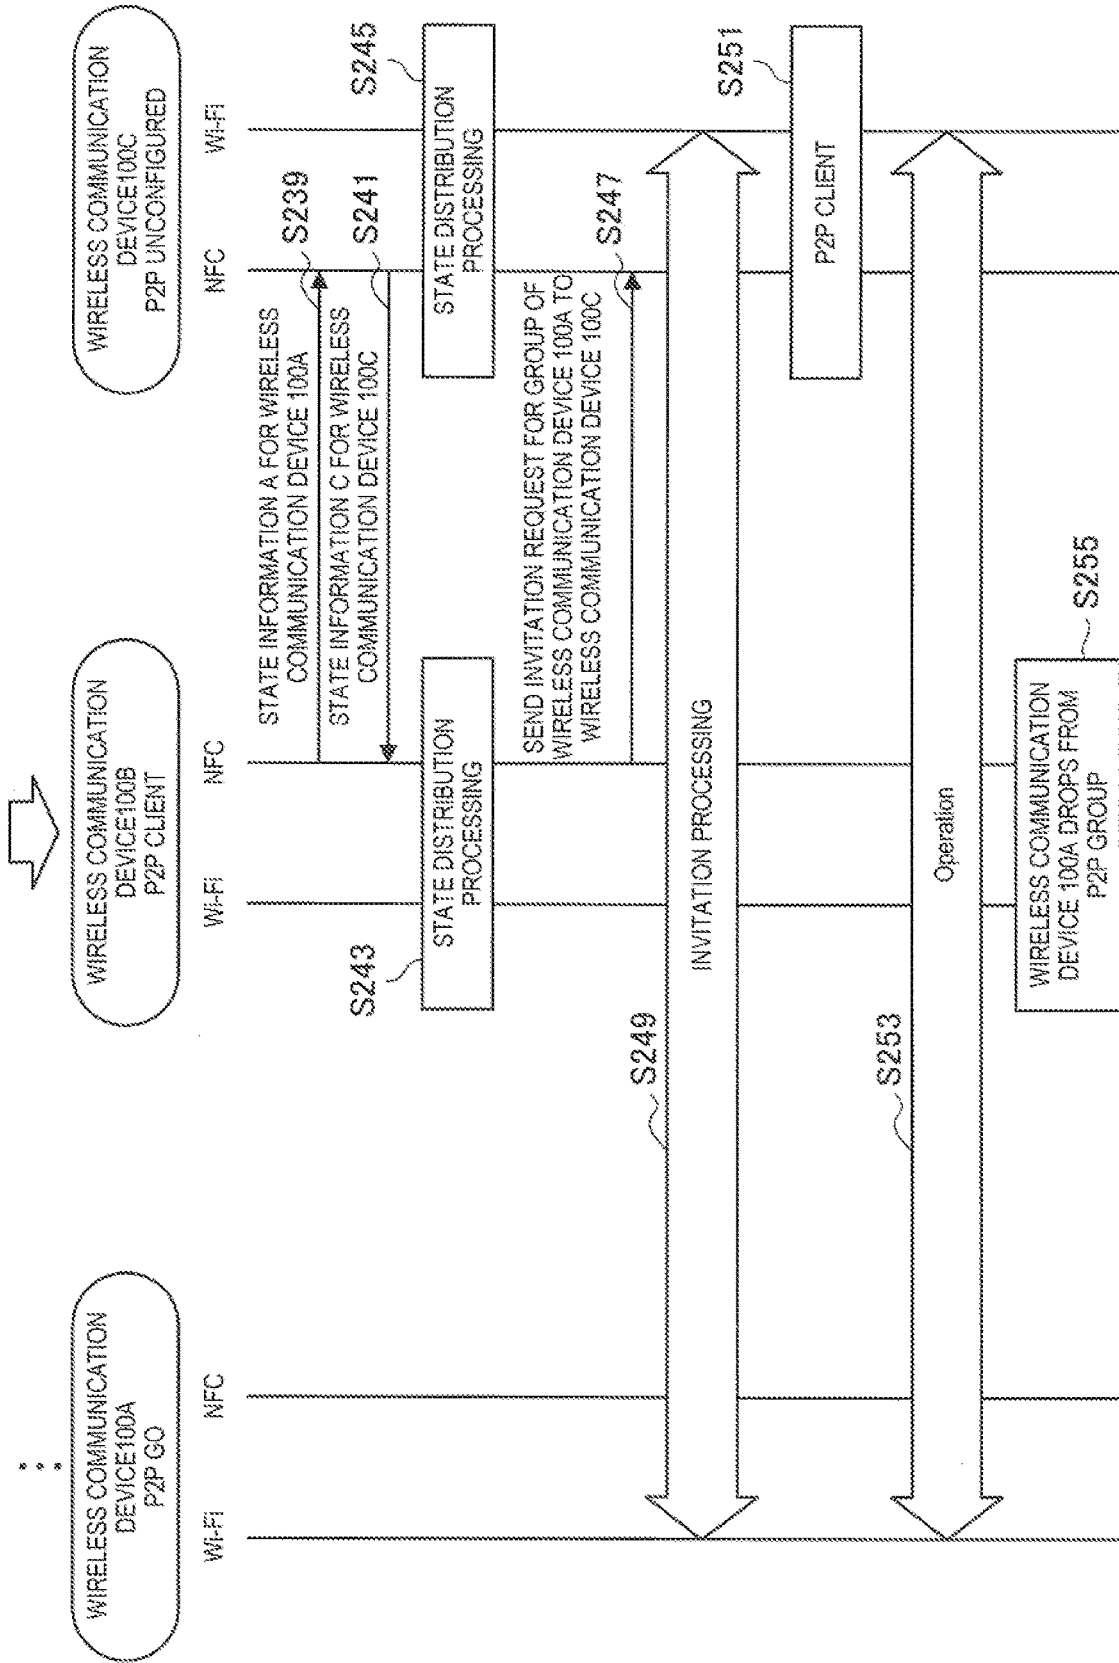 WIRELESS COMMUNICATION
DEVICE100A
P2P GO
WIRELESS COMMUNICATION
DEVICE100B
P2P CLIENT
WIRELESS COMMUNICATION
DEVICE100C
P2P UNCONFIGURED
Wi-Fi
NFC
Wi-Fi
NFC
NFC
Wi-Fi
STATE INFORMATION A FOR WIRELESS
COMMUNICATION DEVICE 100A
S239
STATE INFORMATION C FOR WIRELESS
COMMUNICATION DEVICE 100C
S241
S243
STATE DISTRIBUTION
PROCESSING
STATE DISTRIBUTION
PROCESSING
S245
SEND INVITATION REQUEST FOR GROUP OF
WIRELESS COMMUNICATION DEVICE 100A TO
WIRELESS COMMUNICATION DEVICE 100C
S247
S249
INVITATION PROCESSING
P2P CLIENT
S251
S253
Operation
WIRELESS COMMUNICATION
DEVICE 100A DROPS FROM
P2P GROUP
S255